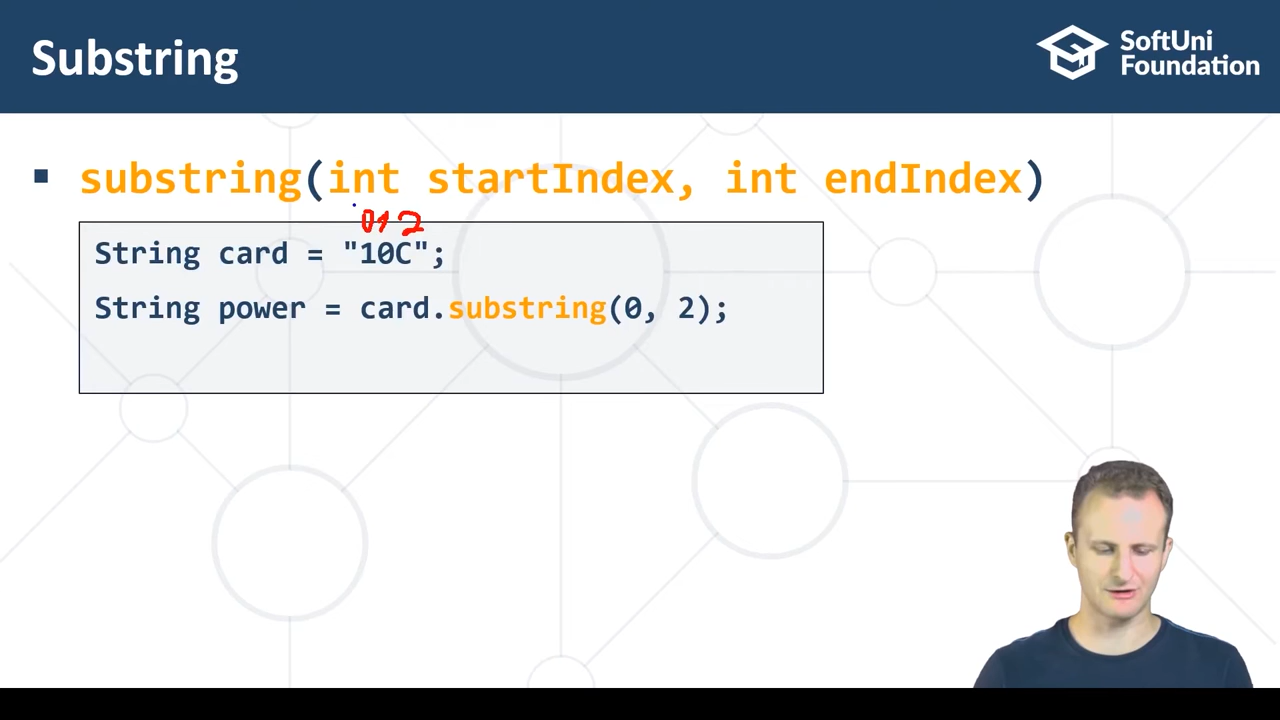 Substring
SoftUni
Foundation
substring(int startIndex, int endIndex)
012
String card = "10C";
String power = card.substring(0, 2);